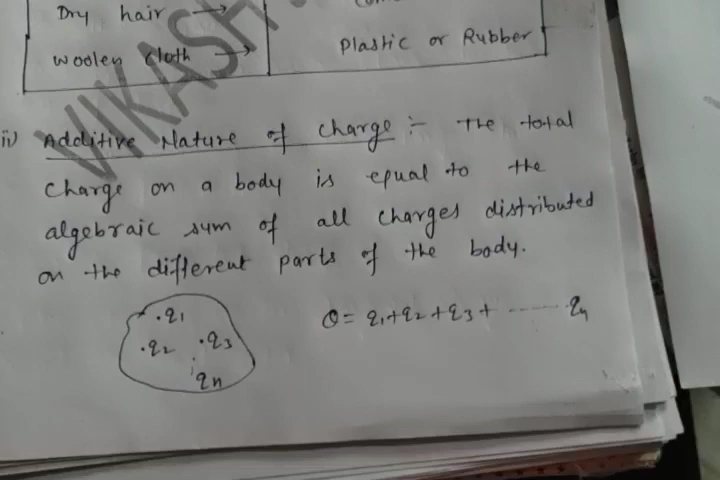 Dry hair →
Woolen cloth →
Plastic or Rubber
VIKASH
ii) Additive Nature of charge :- The total
charge on a body is equal to the
algebraic sum of all charges distributed
on the different parts of the body.
.q1
.q2 .q3
qn
Q = q1+q2+q3+ ........ qn